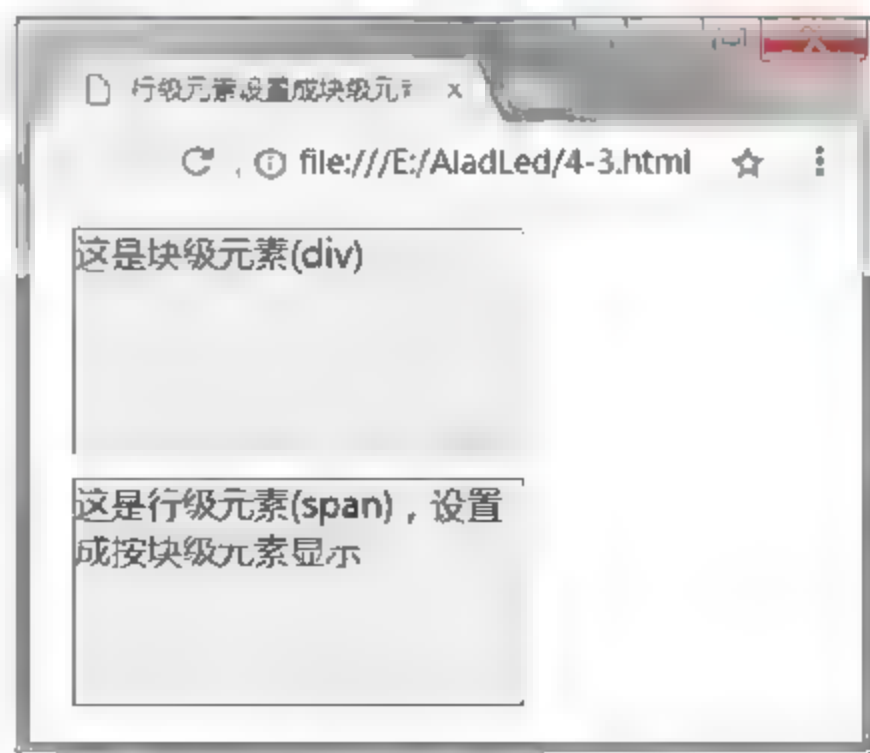 行级元素设置成块级元 x
file:///E:/AladLed/4-3.html
这是块级元素(div)
这是行级元素(span)，设置
成按块级元素显示